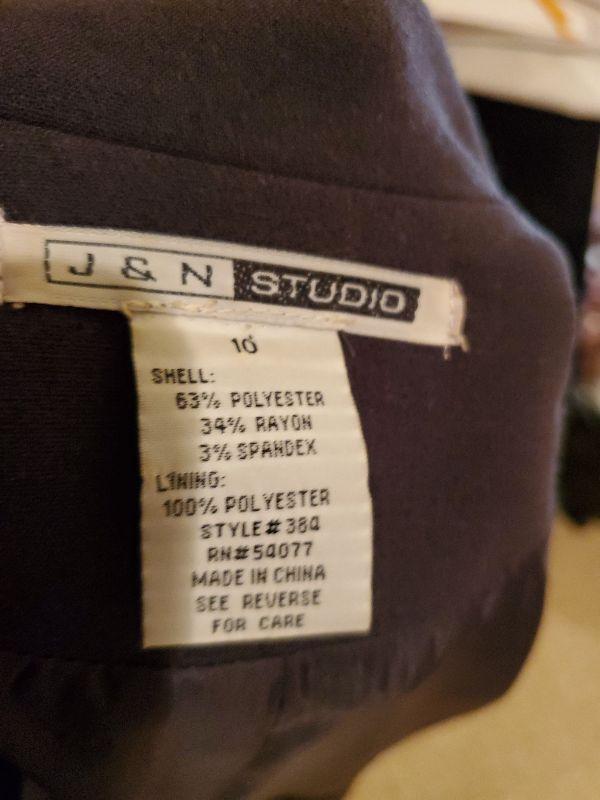 J & N STUDIO
10
SHELL:
63% POLYESTER
34% RAYON
3% SPANDEX
LINING:
100% POLYESTER
STYLE#384
RN#54077
MADE IN CHINA
SEE REVERSE
FOR CARE